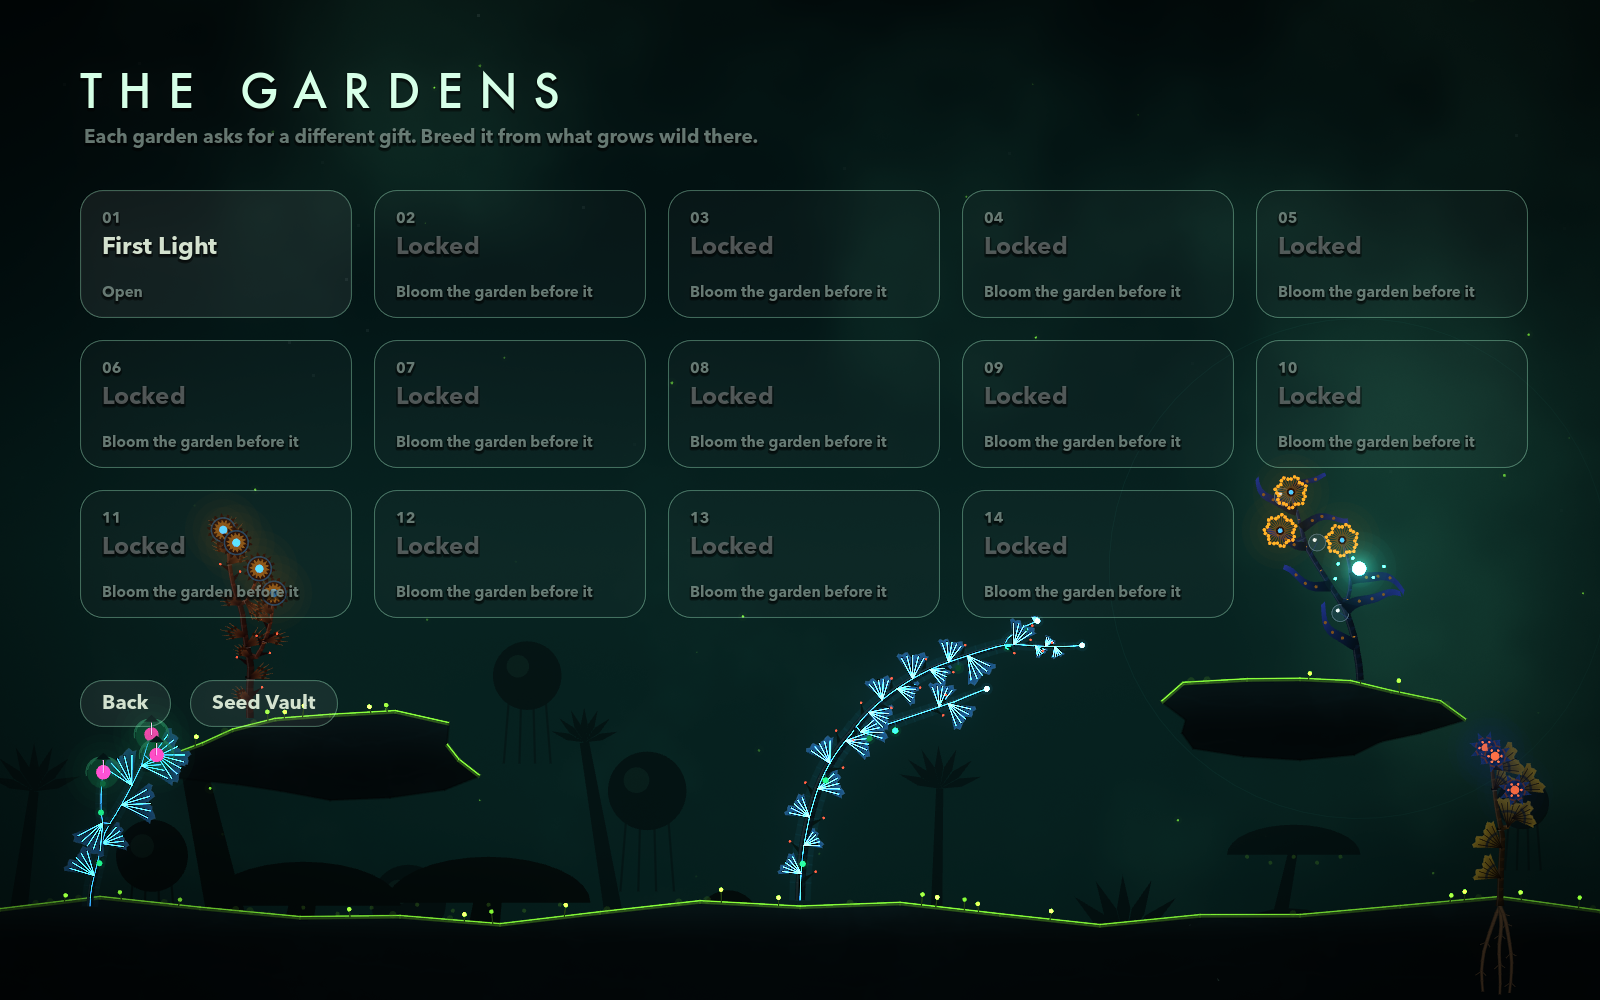 THE GARDENS
Each garden asks for a different gift. Breed it from what grows wild there.
01
First Light
Open
02
Locked
Bloom the garden before it
03
Locked
Bloom the garden before it
04
Locked
Bloom the garden before it
05
Locked
Bloom the garden before it
06
Locked
Bloom the garden before it
07
Locked
Bloom the garden before it
08
Locked
Bloom the garden before it
09
Locked
Bloom the garden before it
10
Locked
Bloom the garden before it
11
Locked
Bloom the garden before it
12
Locked
Bloom the garden before it
13
Locked
Bloom the garden before it
14
Locked
Bloom the garden before it
Back
Seed Vault